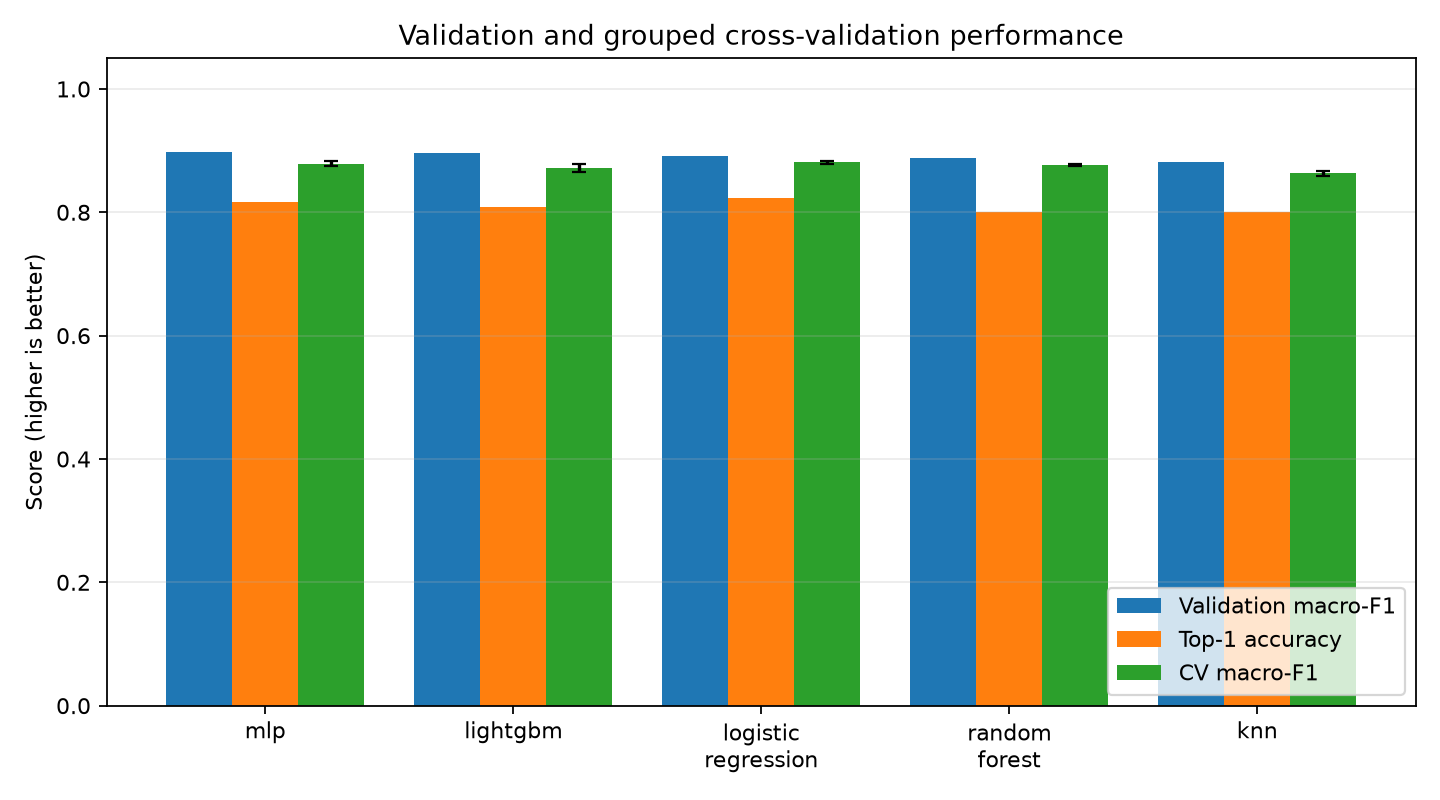 Validation and grouped cross-validation performance
Score (higher is better)
1.0
0.8
0.6
0.4
0.2
0.0
Validation macro-F1
Top-1 accuracy
CV macro-F1
mlp
lightgbm
logistic
regression
random
forest
knn